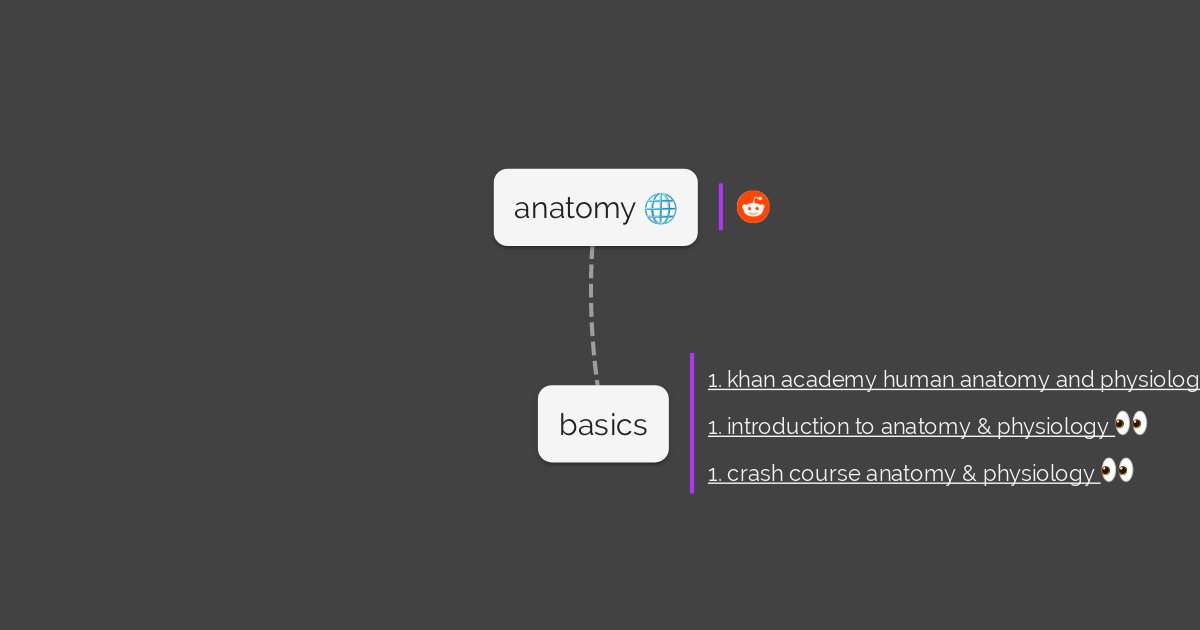 anatomy 🌐
basics
1. khan academy human anatomy and physiolog
1. introduction to anatomy & physiology 👀
1. crash course anatomy & physiology 👀